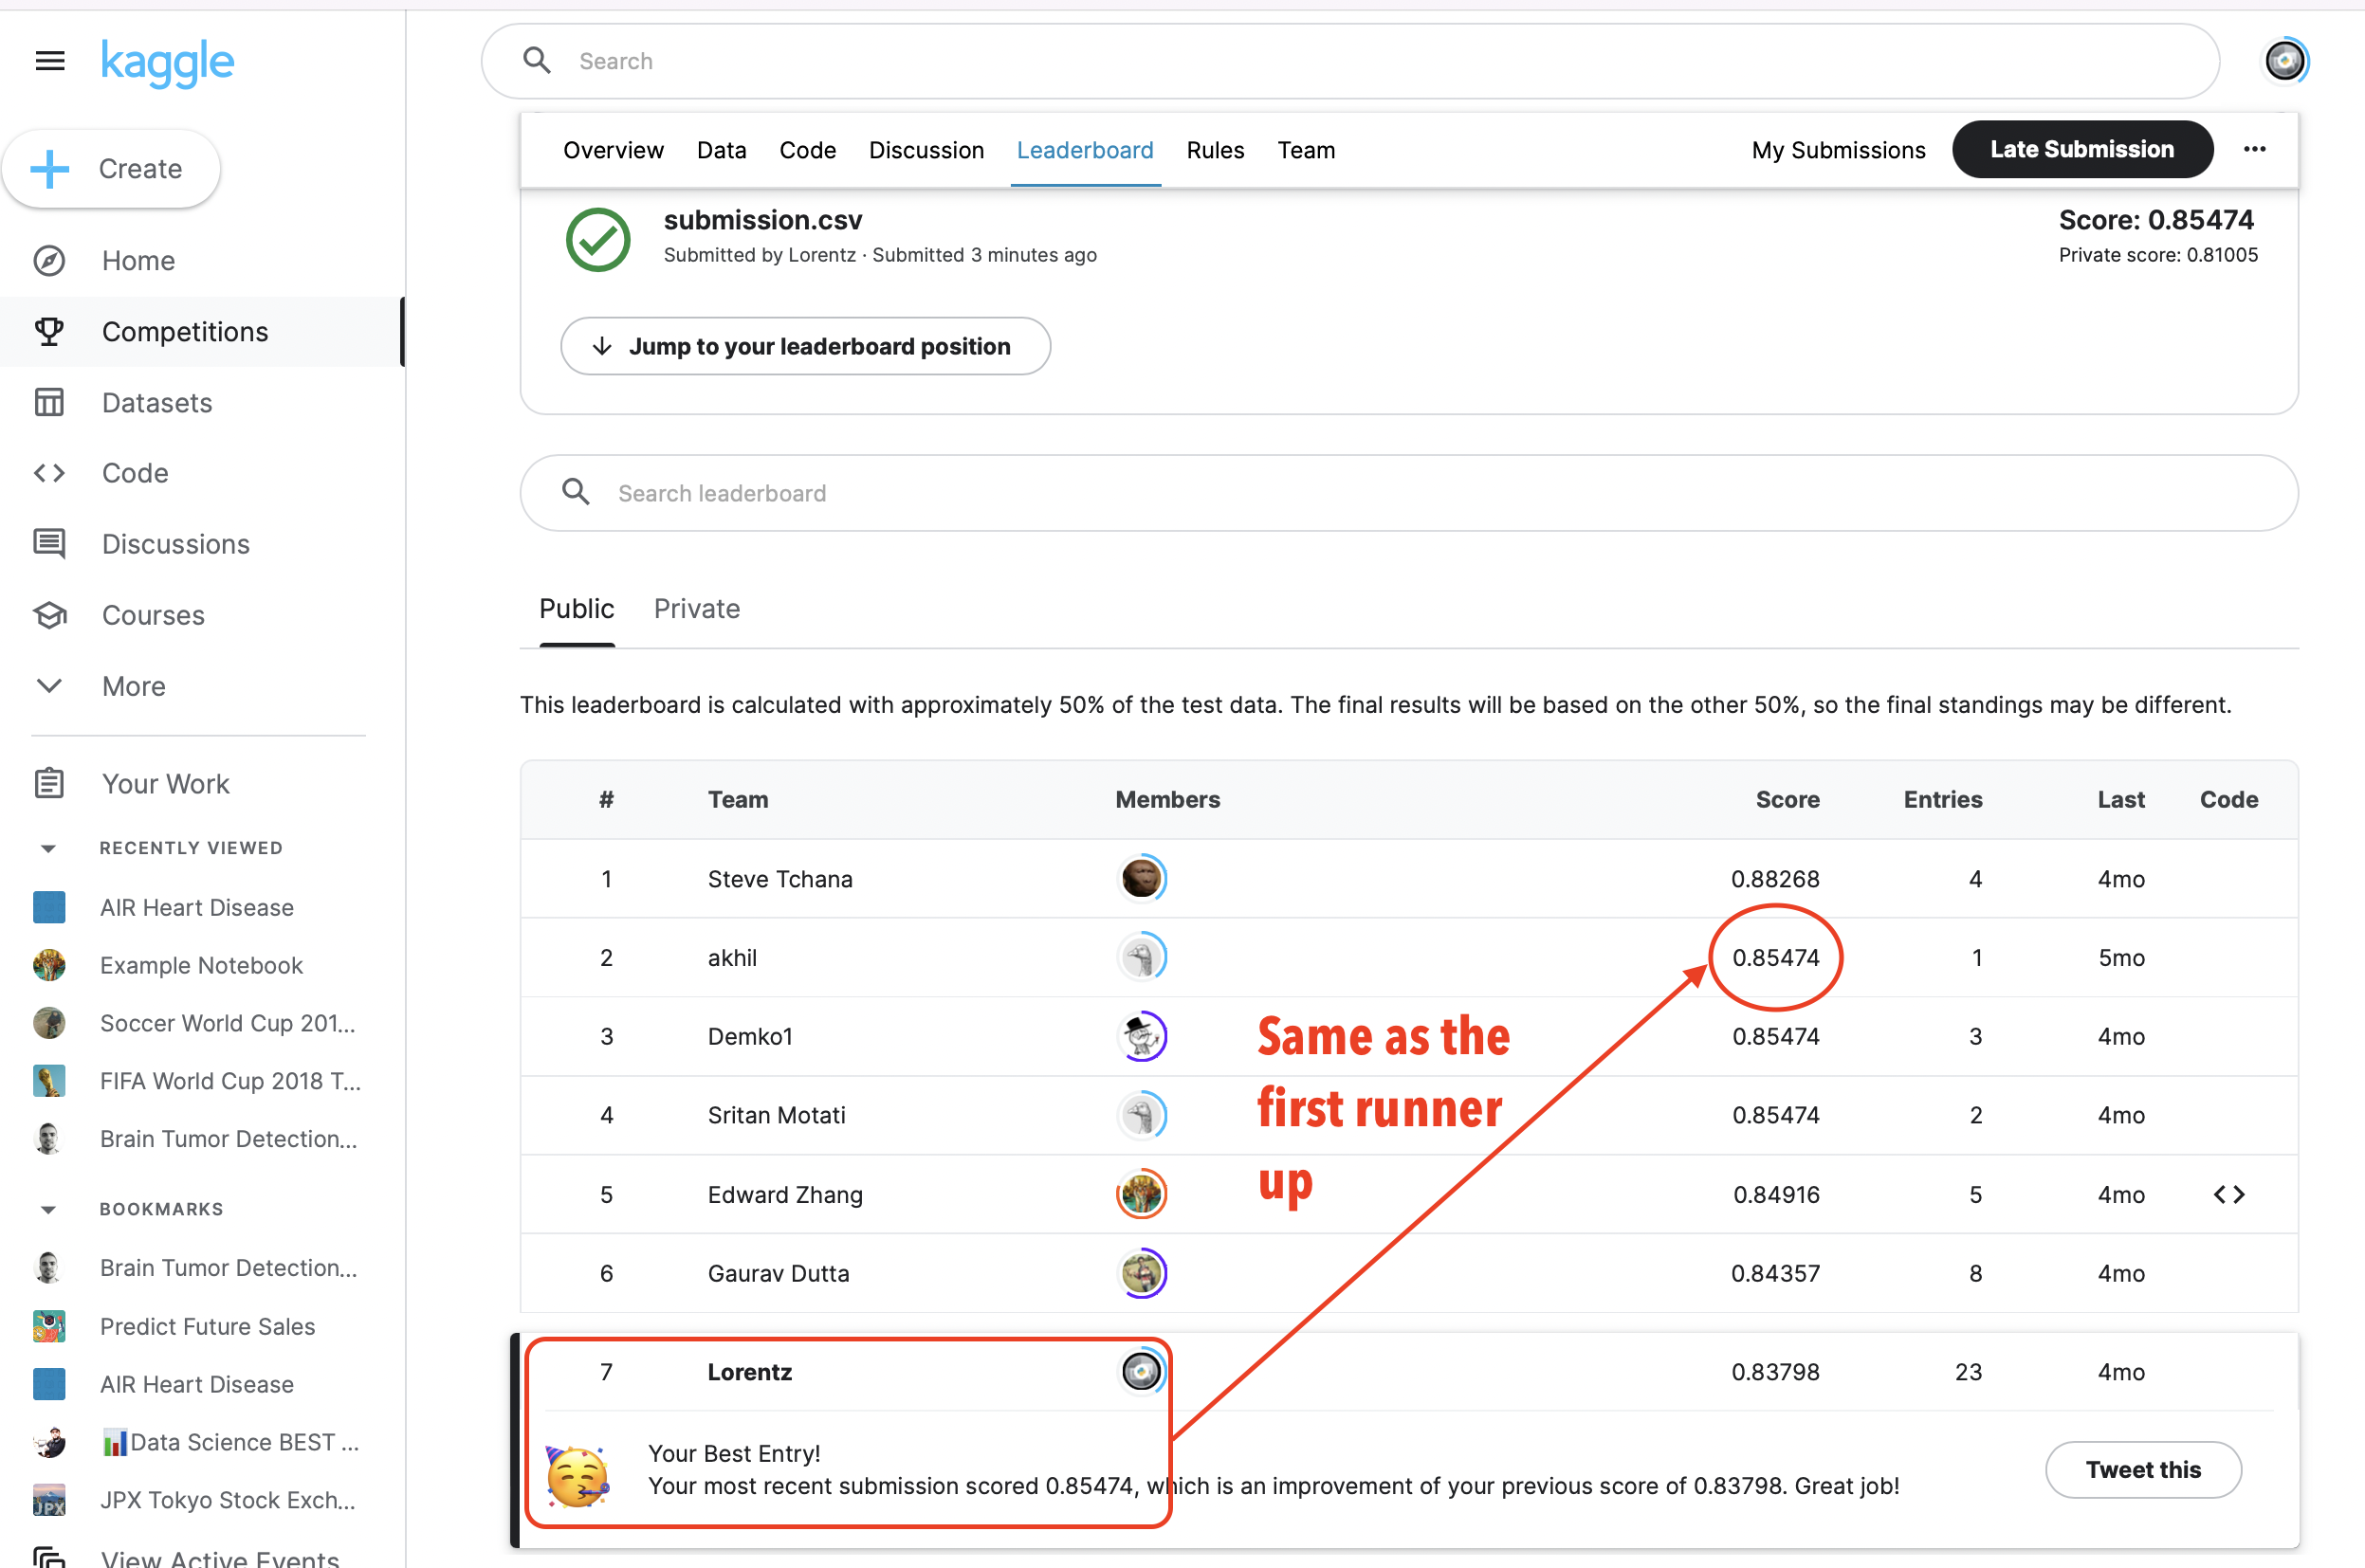 kaggle
Search
Create
Home
Competitions
Datasets
Code
Discussions
Courses
More
Your Work
RECENTLY VIEWED
AIR Heart Disease
Example Notebook
Soccer World Cup 201...
FIFA World Cup 2018 T...
Brain Tumor Detection...
BOOKMARKS
Brain Tumor Detection...
Predict Future Sales
AIR Heart Disease
Data Science BEST ...
JPX
JPX Tokyo Stock Exch...
View Active Events
Overview Data Code Discussion Leaderboard Rules Team My Submissions Late Submission
submission.csv Score: 0.85474
Submitted by Lorentz · Submitted 3 minutes ago Private score: 0.81005
Jump to your leaderboard position
Search leaderboard
Public Private
This leaderboard is calculated with approximately 50% of the test data. The final results will be based on the other 50%, so the final standings may be different.
# Team Members Score Entries Last Code
1 Steve Tchana 0.88268 4 4mo
2 akhil 0.85474 1 5mo
3 Demko1 0.85474 3 4mo
4 Sritan Motati 0.85474 2 4mo
5 Edward Zhang 0.84916 5 4mo
6 Gaurav Dutta 0.84357 8 4mo
Same as the
first runner
up
7 Lorentz 0.83798 23 4mo
Your Best Entry!
Your most recent submission scored 0.85474, which is an improvement of your previous score of 0.83798. Great job!
Tweet this